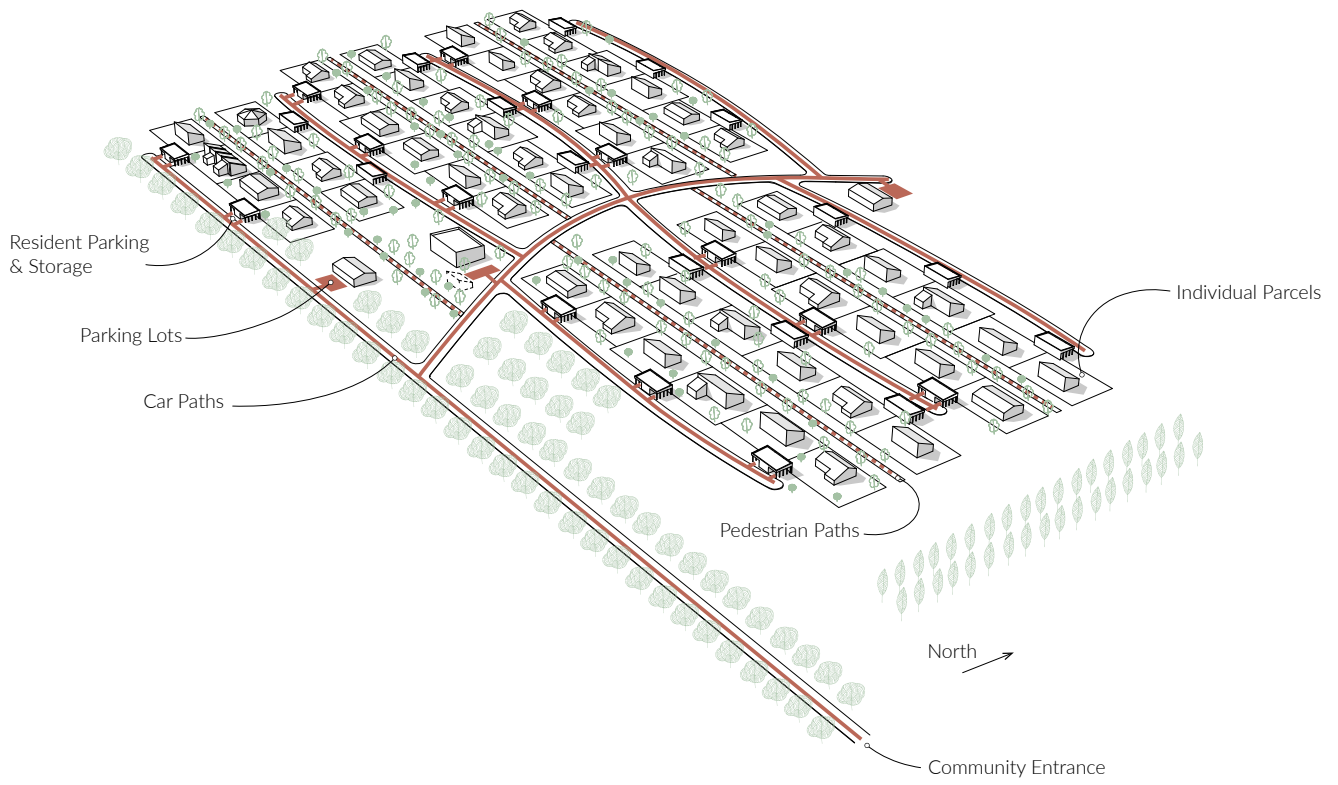 Resident Parking
& Storage
Individual Parcels
Parking Lots
Car Paths
Pedestrian Paths
North
Community Entrance